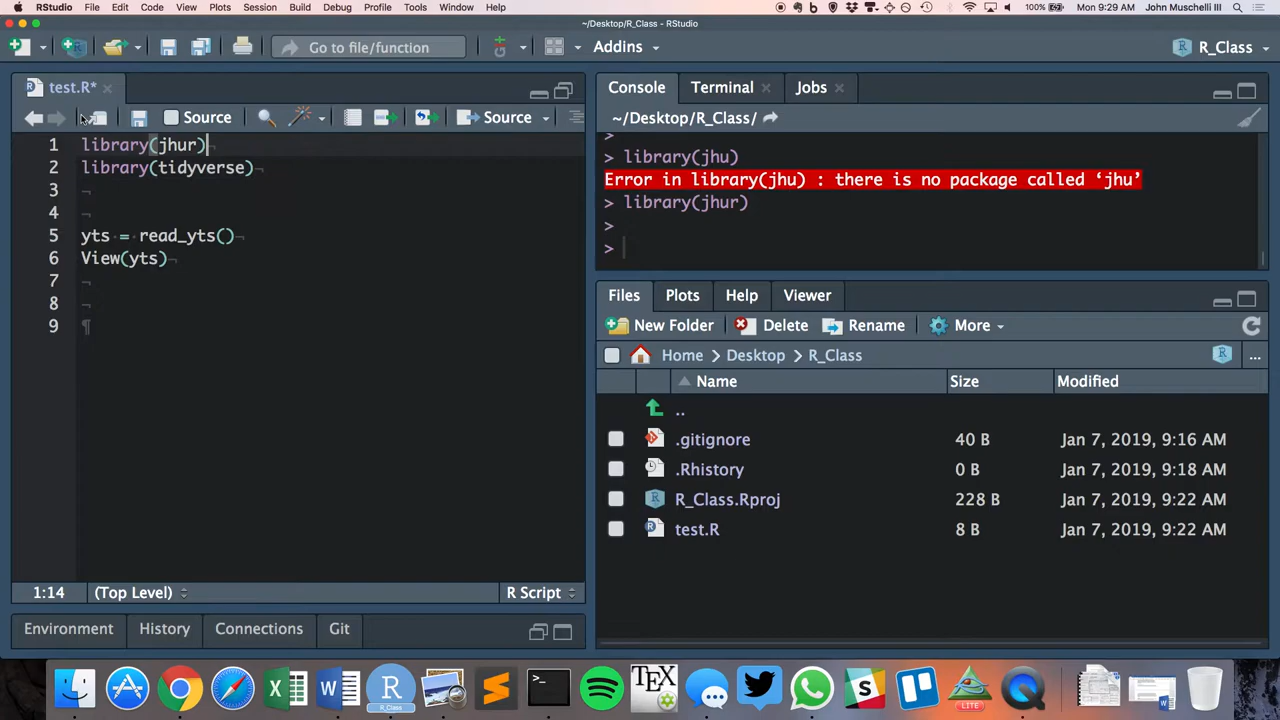 RStudio File Edit Code View Plots Session Build Debug Profile Tools Window Help 100% Mon 9:29 AM John Muschelli III
~/Desktop/R_Class - RStudio
Go to file/function Addins R_Class
test.R*
Source Source
1 library(jhur)
2 library(tidyverse)
3
4
5 yts = read_yts()
6 View(yts)
7
8
9
1:14 (Top Level) R Script
Environment History Connections Git
Console Terminal Jobs
~/Desktop/R_Class/
>
> library(jhu)
Error in library(jhu) : there is no package called ‘jhu’
> library(jhur)
>
>
Files Plots Help Viewer
New Folder Delete Rename More
Home Desktop R_Class ...
Name Size Modified
..
.gitignore 40 B Jan 7, 2019, 9:16 AM
.Rhistory 0 B Jan 7, 2019, 9:18 AM
R_Class.Rproj 228 B Jan 7, 2019, 9:22 AM
test.R 8 B Jan 7, 2019, 9:22 AM
R_Class
TEX
LITE